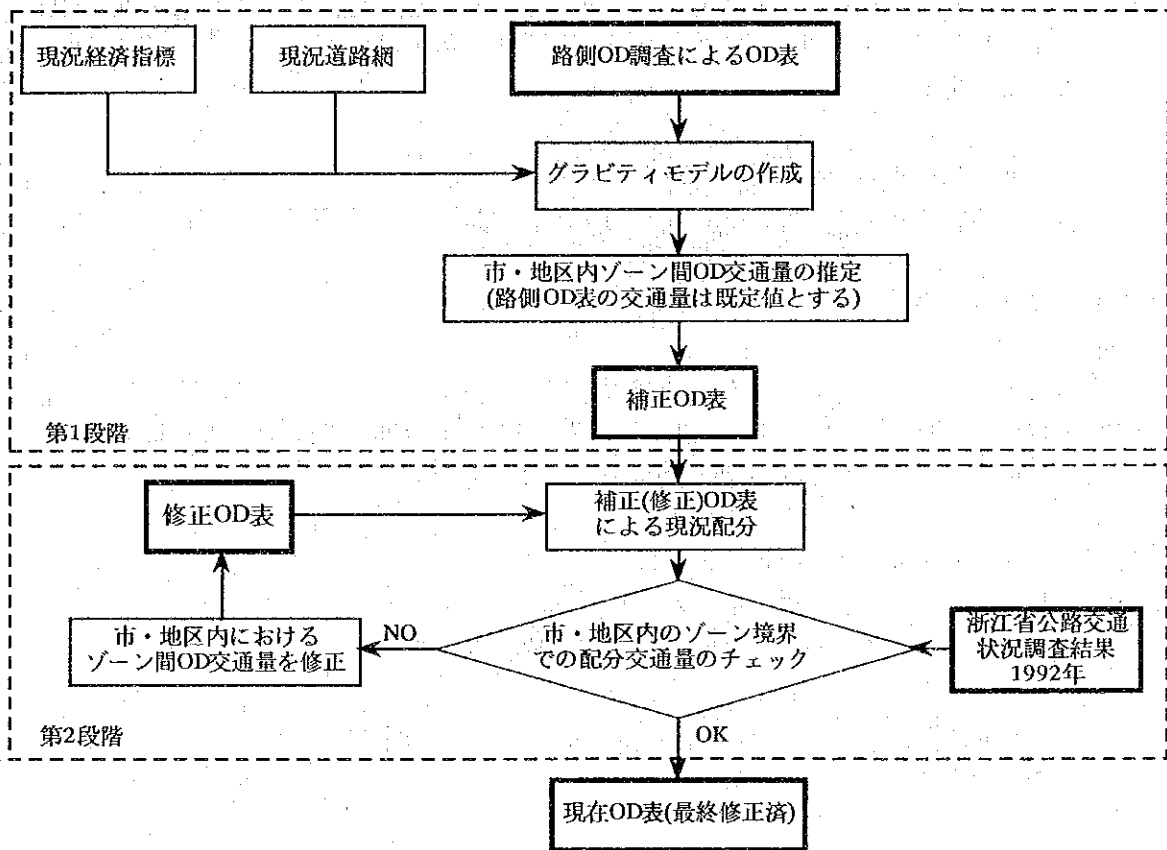 現況経済指標
現況道路網
路側OD調査によるOD表
グラビティモデルの作成
市・地区内ゾーン間OD交通量の推定
(路側OD表の交通量は既定値とする)
補正OD表
第1段階
修正OD表
補正(修正)OD表
による現況配分
市・地区内における
ゾーン間OD交通量を修正
NO
市・地区内のゾーン境界
での配分交通量のチェック
浙江省公路交通
状況調査結果
1992年
第2段階
OK
現在OD表(最終修正済)